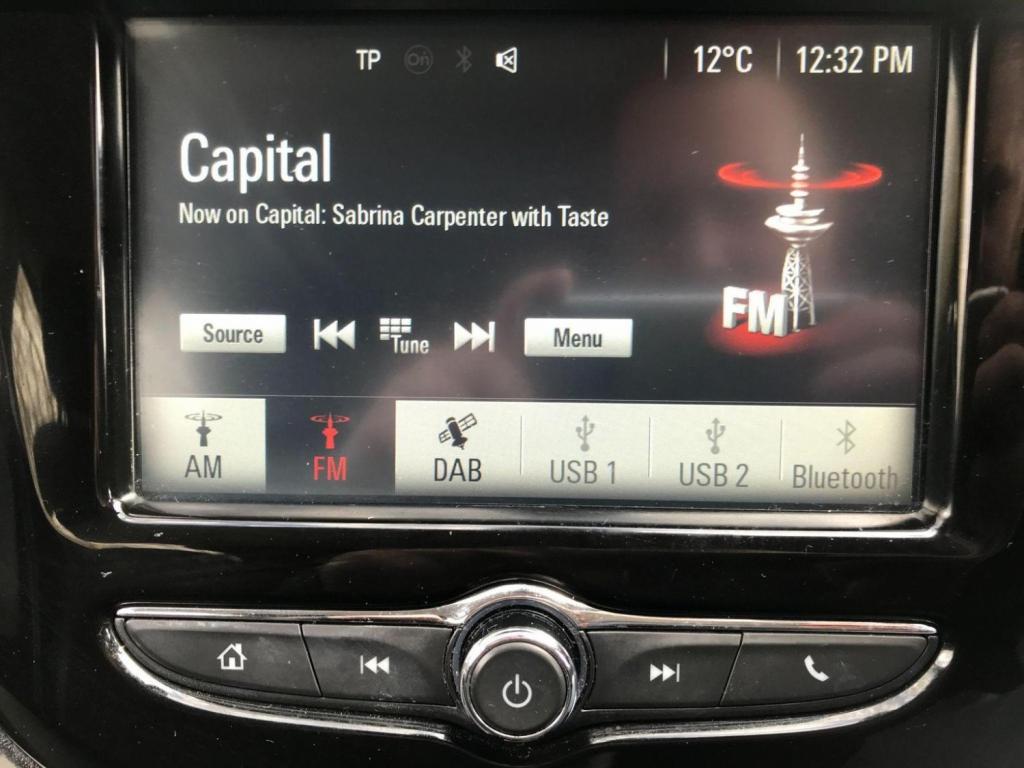 TP On 12°C 12:32 PM
Capital
Now on Capital: Sabrina Carpenter with Taste
FM
Source Tune Menu
AM FM DAB USB 1 USB 2 Bluetooth